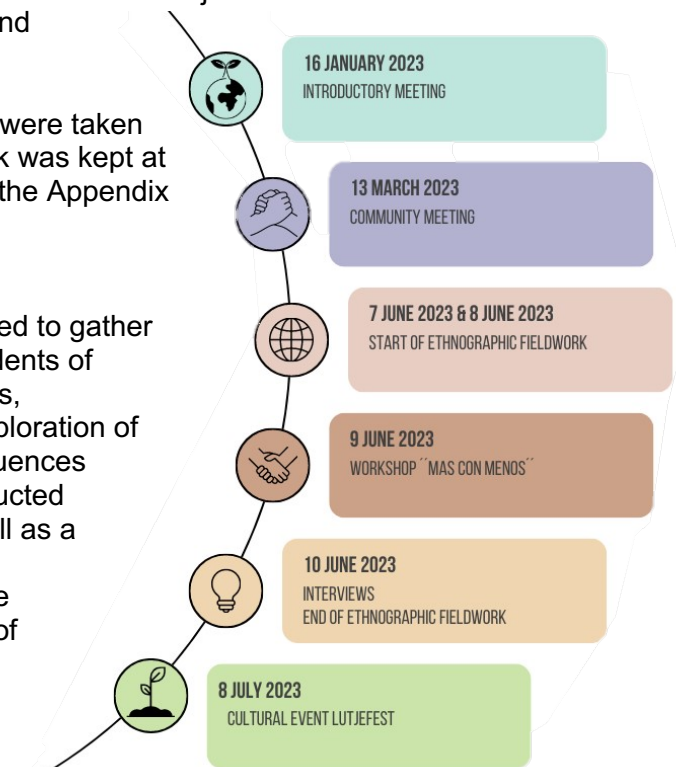 nd
were taken
k was kept at
the Appendix
ed to gather
lents of
s,
ploration of
uences
ucted
ll as a
e
of
16 JANUARY 2023
INTRODUCTORY MEETING
13 MARCH 2023
COMMUNITY MEETING
7 JUNE 2023 & 8 JUNE 2023
START OF ETHNOGRAPHIC FIELDWORK
9 JUNE 2023
WORKSHOP ´´MAS CON MENOS´´
10 JUNE 2023
INTERVIEWS
END OF ETHNOGRAPHIC FIELDWORK
8 JULY 2023
CULTURAL EVENT LUTJEFEST